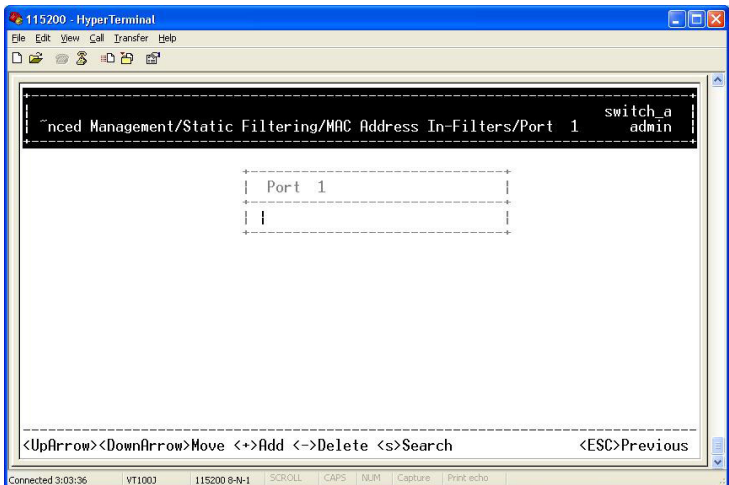 115200 - HyperTerminal
File Edit View Call Transfer Help
switch_a
~nced Management/Static Filtering/MAC Address In-Filters/Port 1 admin
Port 1
<UpArrow><DownArrow>Move <+>Add <->Delete <s>Search <ESC>Previous
Connected 3:03:36 VT100J 115200 8-N-1 SCROLL CAPS NUM Capture Print echo